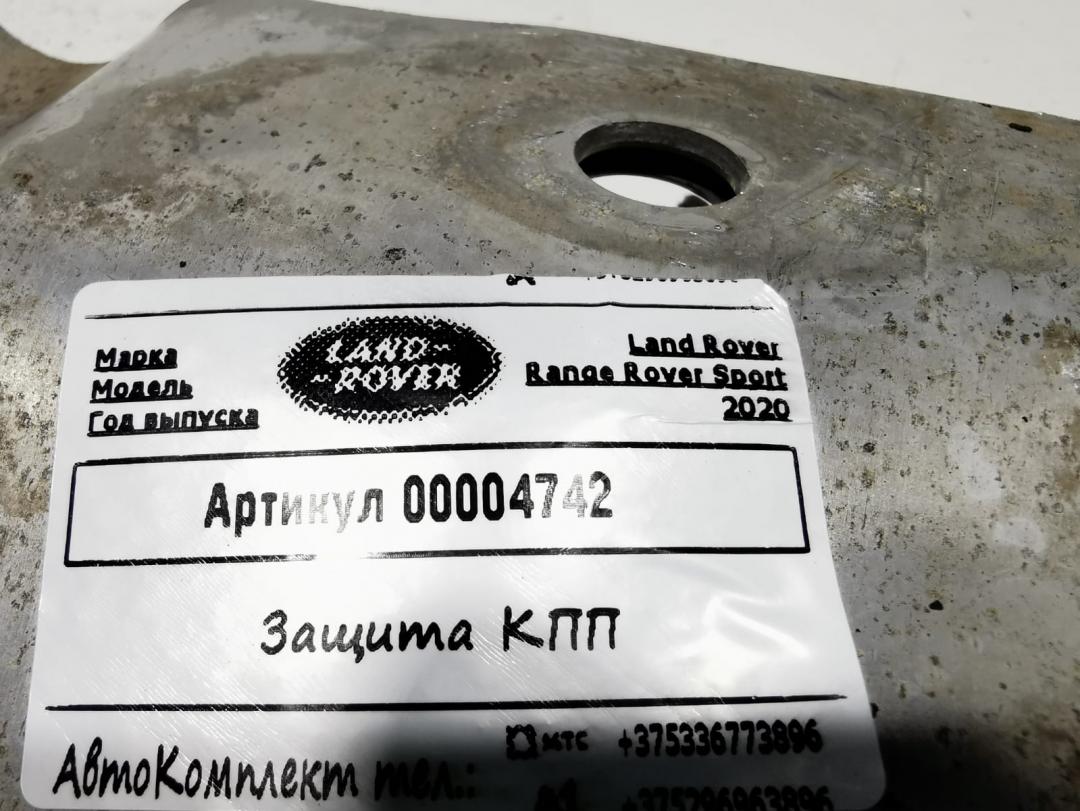 Марка
Модель
Год выпуска
LAND-
-ROVER
Land Rover
Range Rover Sport
2020
Артикул 00004742
Защита КПП
АвтоКомплект тел.:
мтс +375336773896
+375296963896